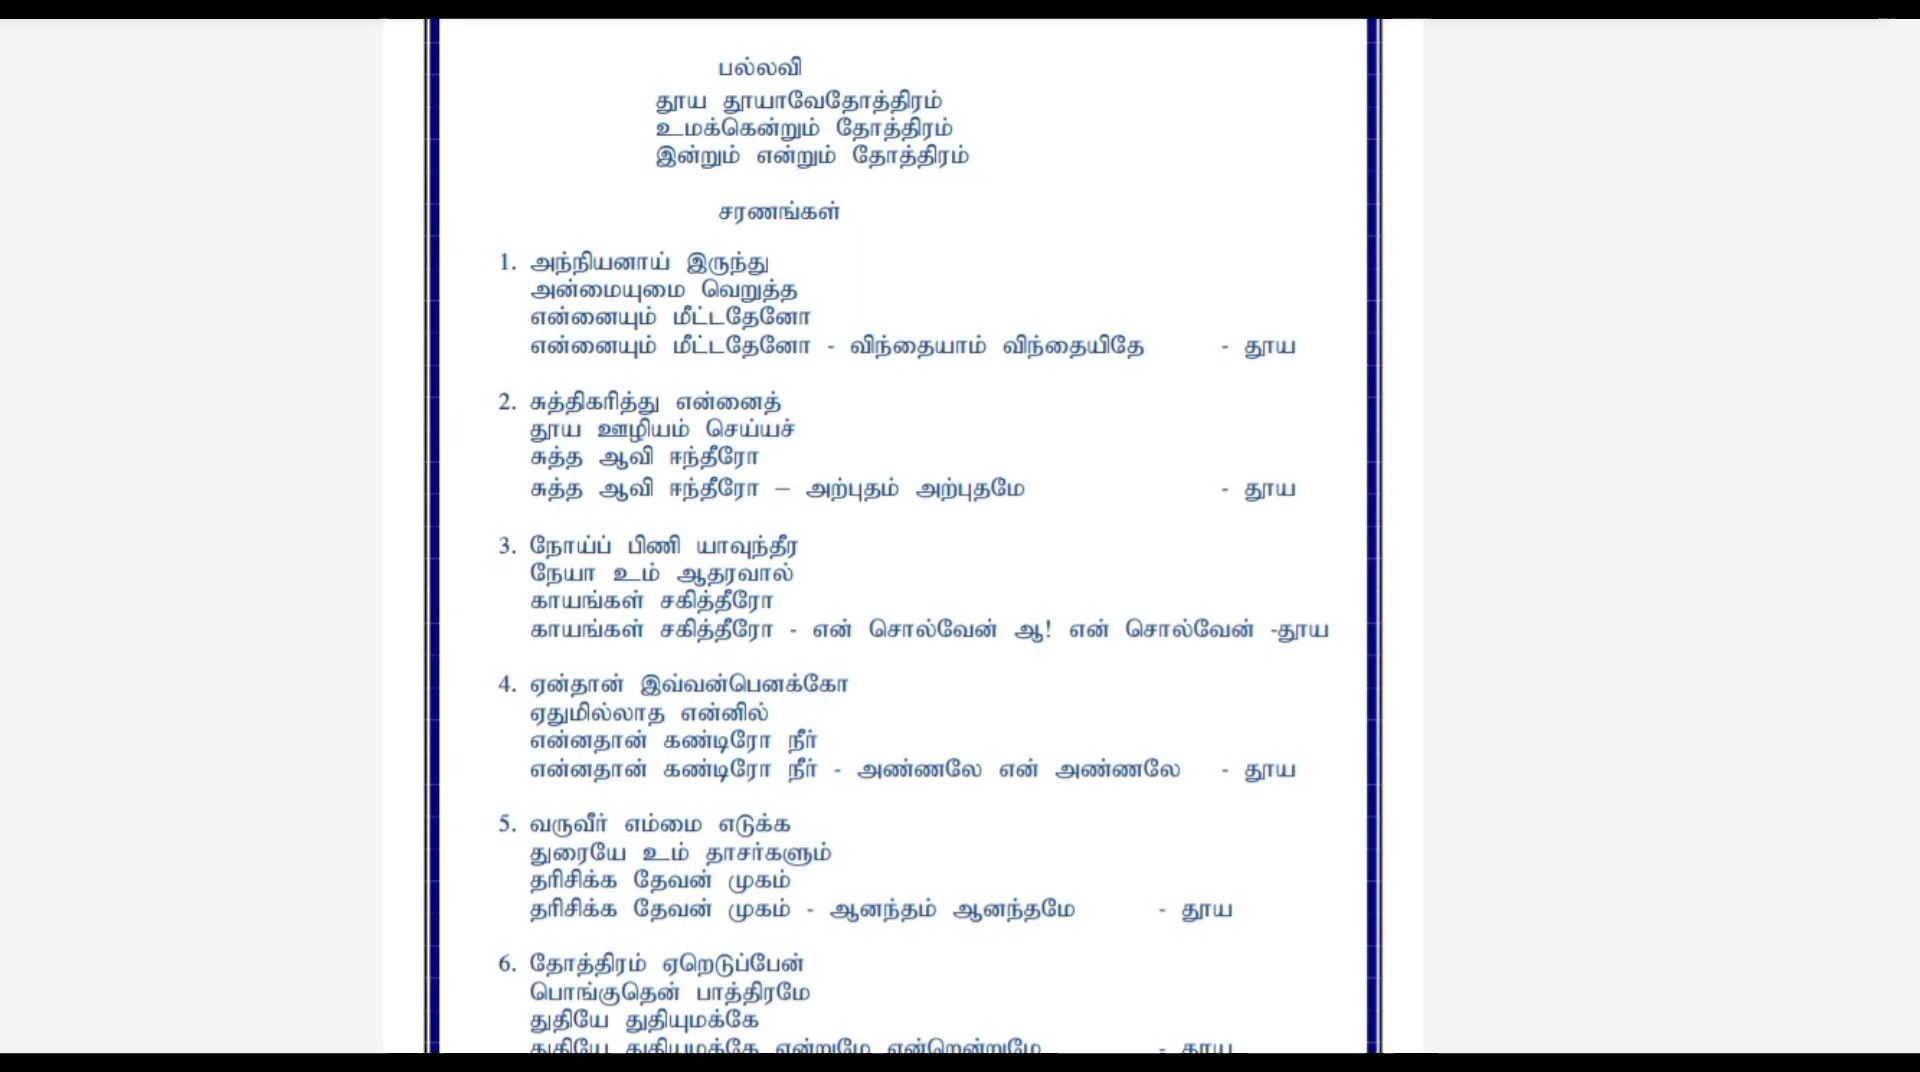 பல்லவி
தூய தூயாவேதோத்திரம்
உமக்கென்றும் தோத்திரம்
இன்றும் என்றும் தோத்திரம்
சரணங்கள்
1. அந்நியனாய் இருந்து
அன்மையுமை வெறுத்த
என்னையும் மீட்டதேனோ
என்னையும் மீட்டதேனோ - விந்தையாம் விந்தையிதே - தூய
2. சுத்திகரித்து என்னைத்
தூய ஊழியம் செய்யச்
சுத்த ஆவி ஈந்தீரோ
சுத்த ஆவி ஈந்தீரோ – அற்புதம் அற்புதமே - தூய
3. நோய்ப் பிணி யாவுந்தீர
நேயா உம் ஆதரவால்
காயங்கள் சகித்தீரோ
காயங்கள் சகித்தீரோ - என் சொல்வேன் ஆ! என் சொல்வேன் -தூய
4. ஏன்தான் இவ்வன்பெனக்கோ
ஏதுமில்லாத என்னில்
என்னதான் கண்டிரோ நீர்
என்னதான் கண்டிரோ நீர் - அண்ணலே என் அண்ணலே - தூய
5. வருவீர் எம்மை எடுக்க
துரையே உம் தாசர்களும்
தரிசிக்க தேவன் முகம்
தரிசிக்க தேவன் முகம் - ஆனந்தம் ஆனந்தமே - தூய
6. தோத்திரம் ஏறெடுப்பேன்
பொங்குதென் பாத்திரமே
துதியே துதியுமக்கே
துதியே துதியுமக்கே என்றுமே என்றென்றுமே - தூய